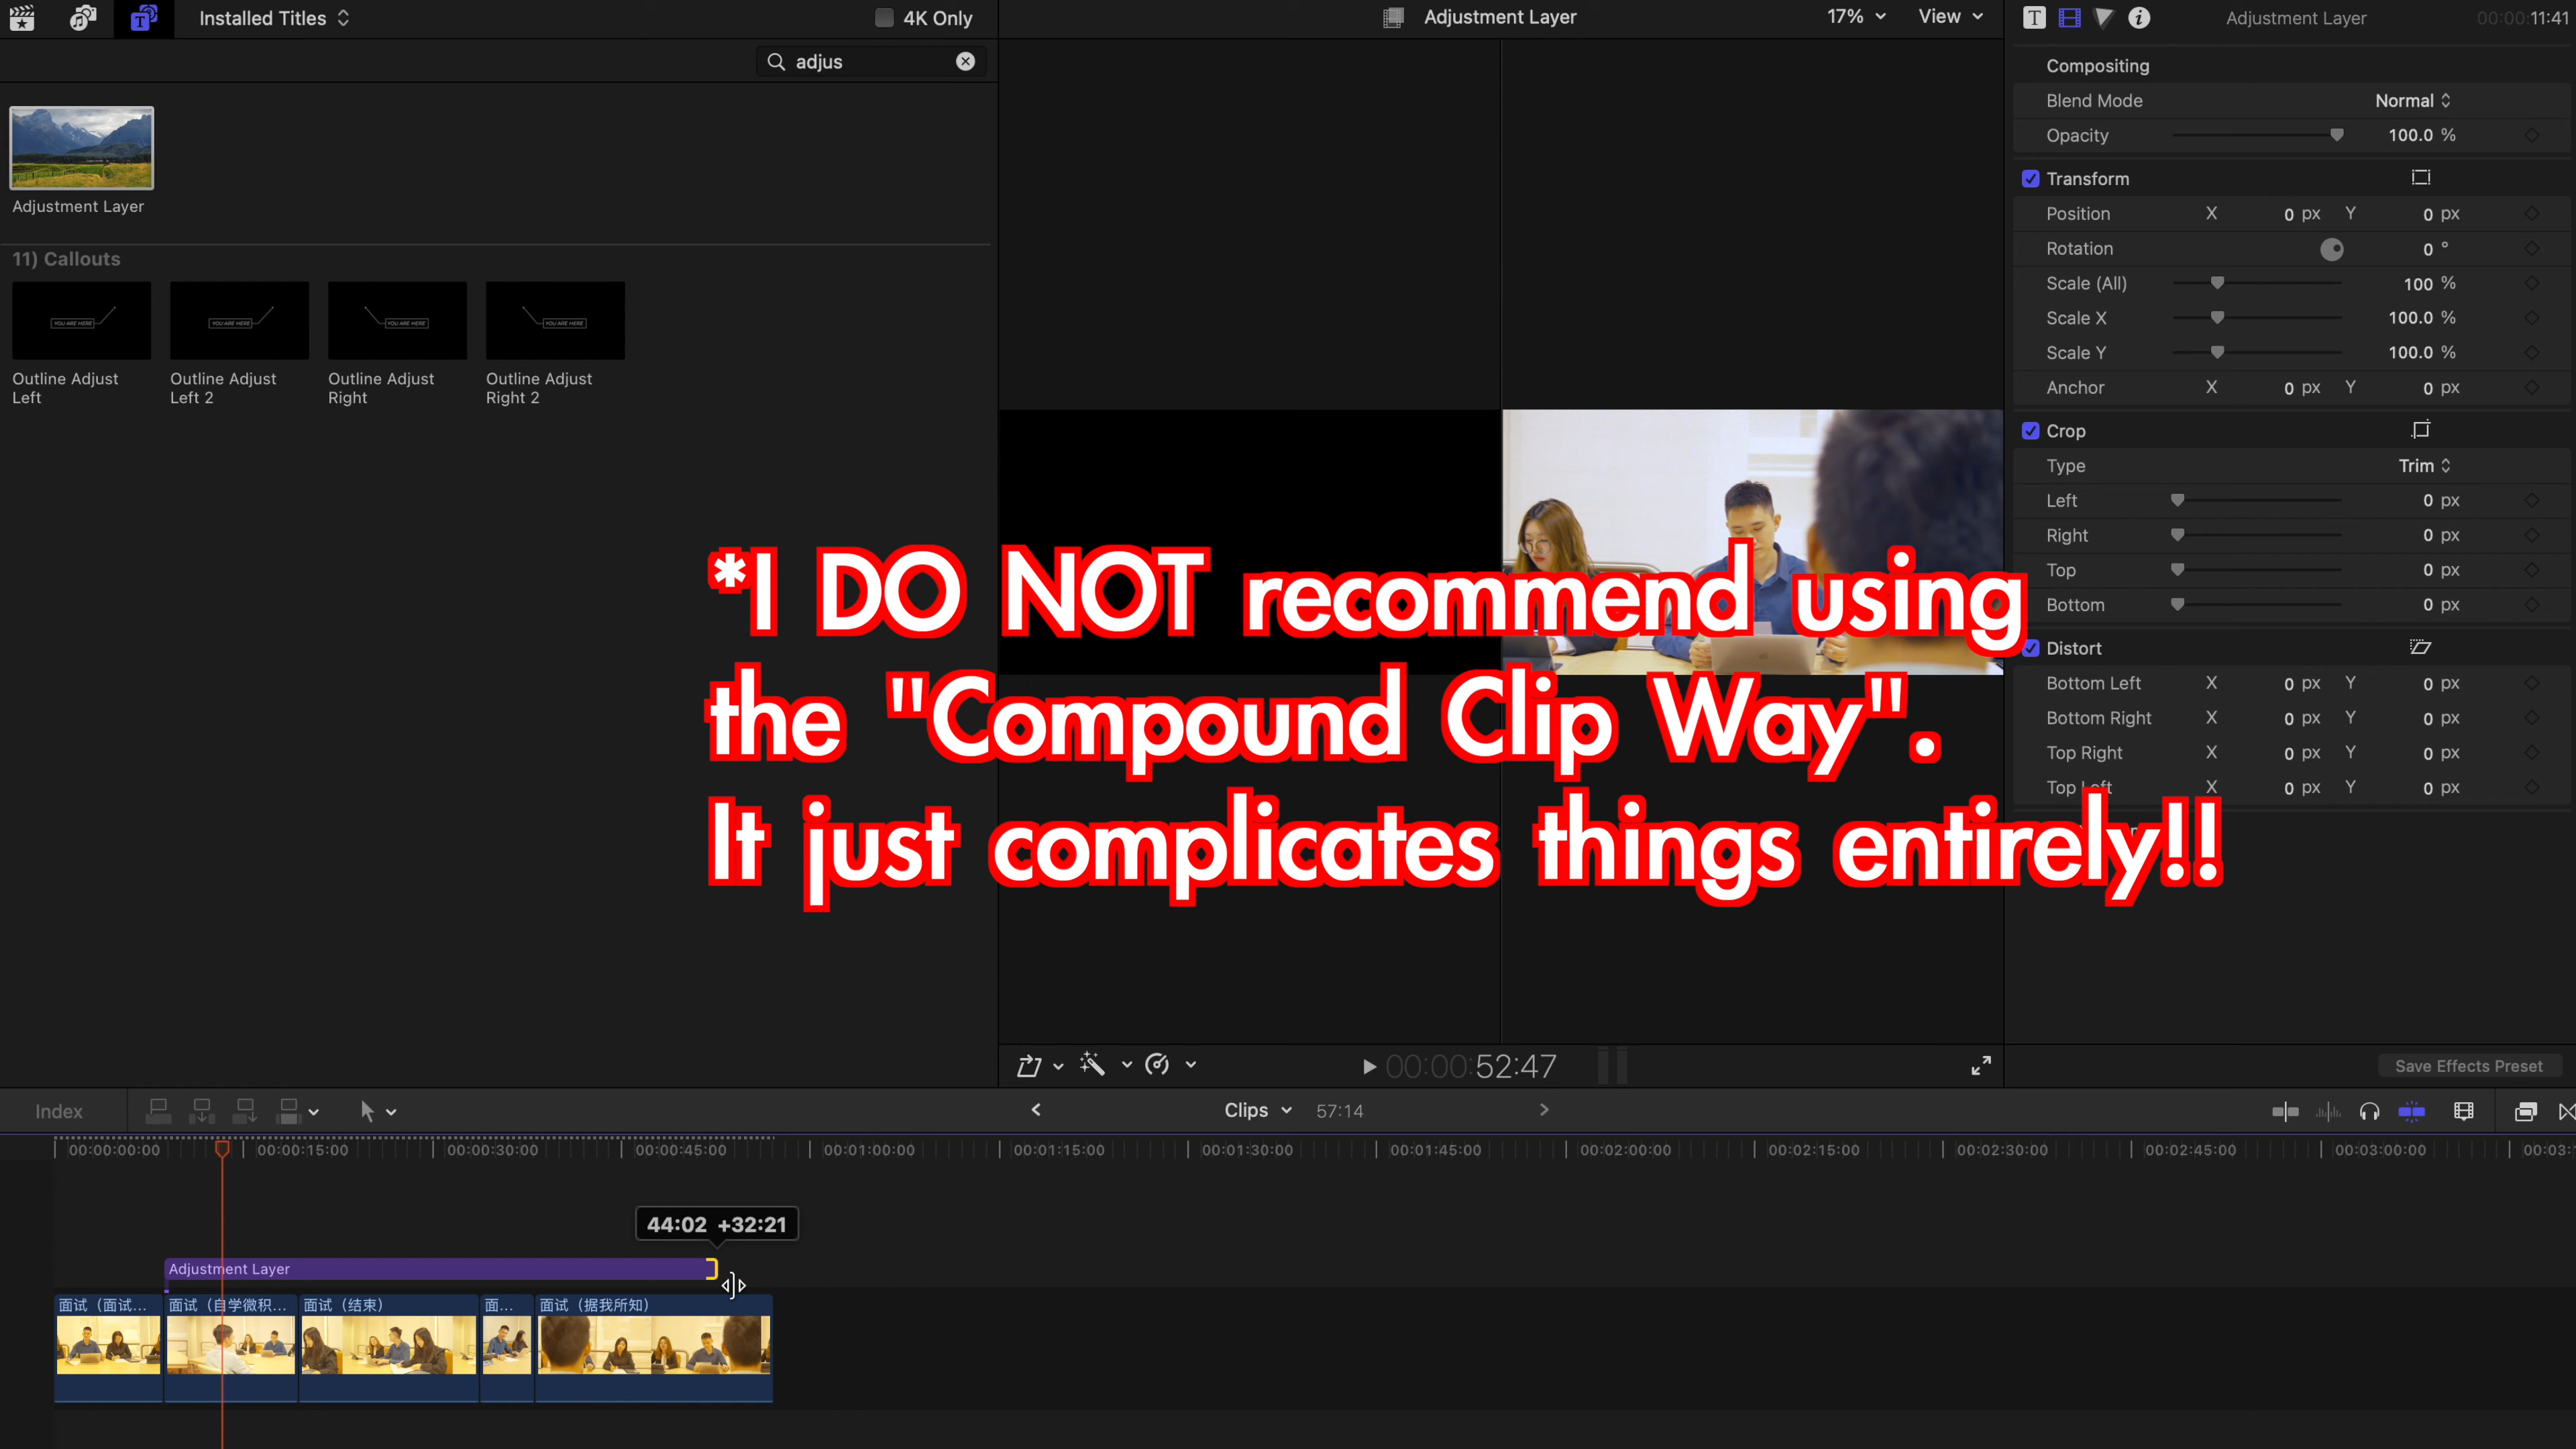 Installed Titles
4K Only
Adjustment Layer
17%
View
Adjustment Layer
00:00:11:41
adjus
Adjustment Layer
11) Callouts
YOU ARE HERE
YOU ARE HERE
YOU ARE HERE
YOU ARE HERE
Outline Adjust Left
Outline Adjust Left 2
Outline Adjust Right
Outline Adjust Right 2
Compositing
Blend Mode Normal
Opacity 100.0 %
Transform
Position X 0 px Y 0 px
Rotation 0 °
Scale (All) 100 %
Scale X 100.0 %
Scale Y 100.0 %
Anchor X 0 px Y 0 px
Crop
Type Trim
Left 0 px
Right 0 px
Top 0 px
Bottom 0 px
Distort
Bottom Left X 0 px Y 0 px
Bottom Right X 0 px Y 0 px
Top Right X 0 px Y 0 px
Top Left X 0 px Y 0 px
*I DO NOT recommend using
the "Compound Clip Way".
It just complicates things entirely!!
00:00:52:47
Save Effects Preset
Index
Clips
57:14
00:00:00:00 00:00:15:00 00:00:30:00 00:00:45:00 00:01:00:00 00:01:15:00 00:01:30:00 00:01:45:00 00:02:00:00 00:02:15:00 00:02:30:00 00:02:45:00 00:03:00:00 00:03:
44:02 +32:21
Adjustment Layer
面试（面试...
面试（自学微积...
面试（结束）
面...
面试（据我所知）